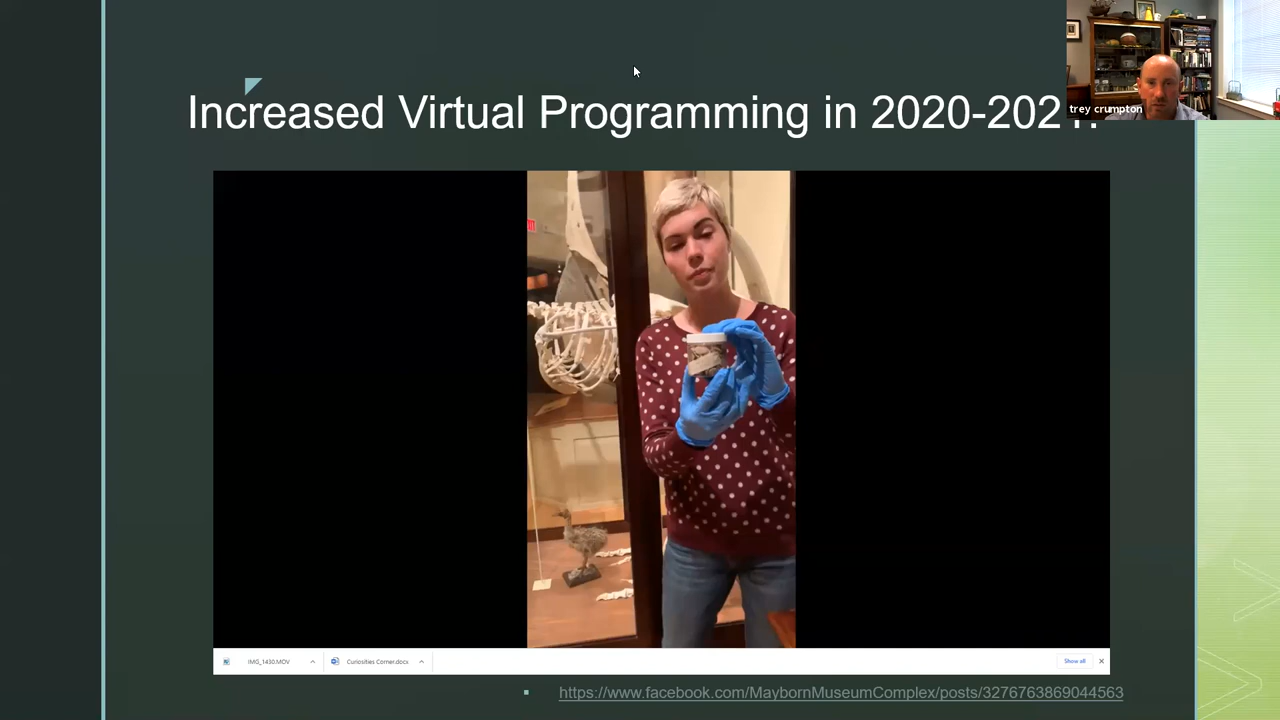 Increased Virtual Programming in 2020-202
trey crumpton
IMG_1430.MOV
Curiosities Corner.docx
Show all
https://www.facebook.com/MaybornMuseumComplex/posts/3276763869044563